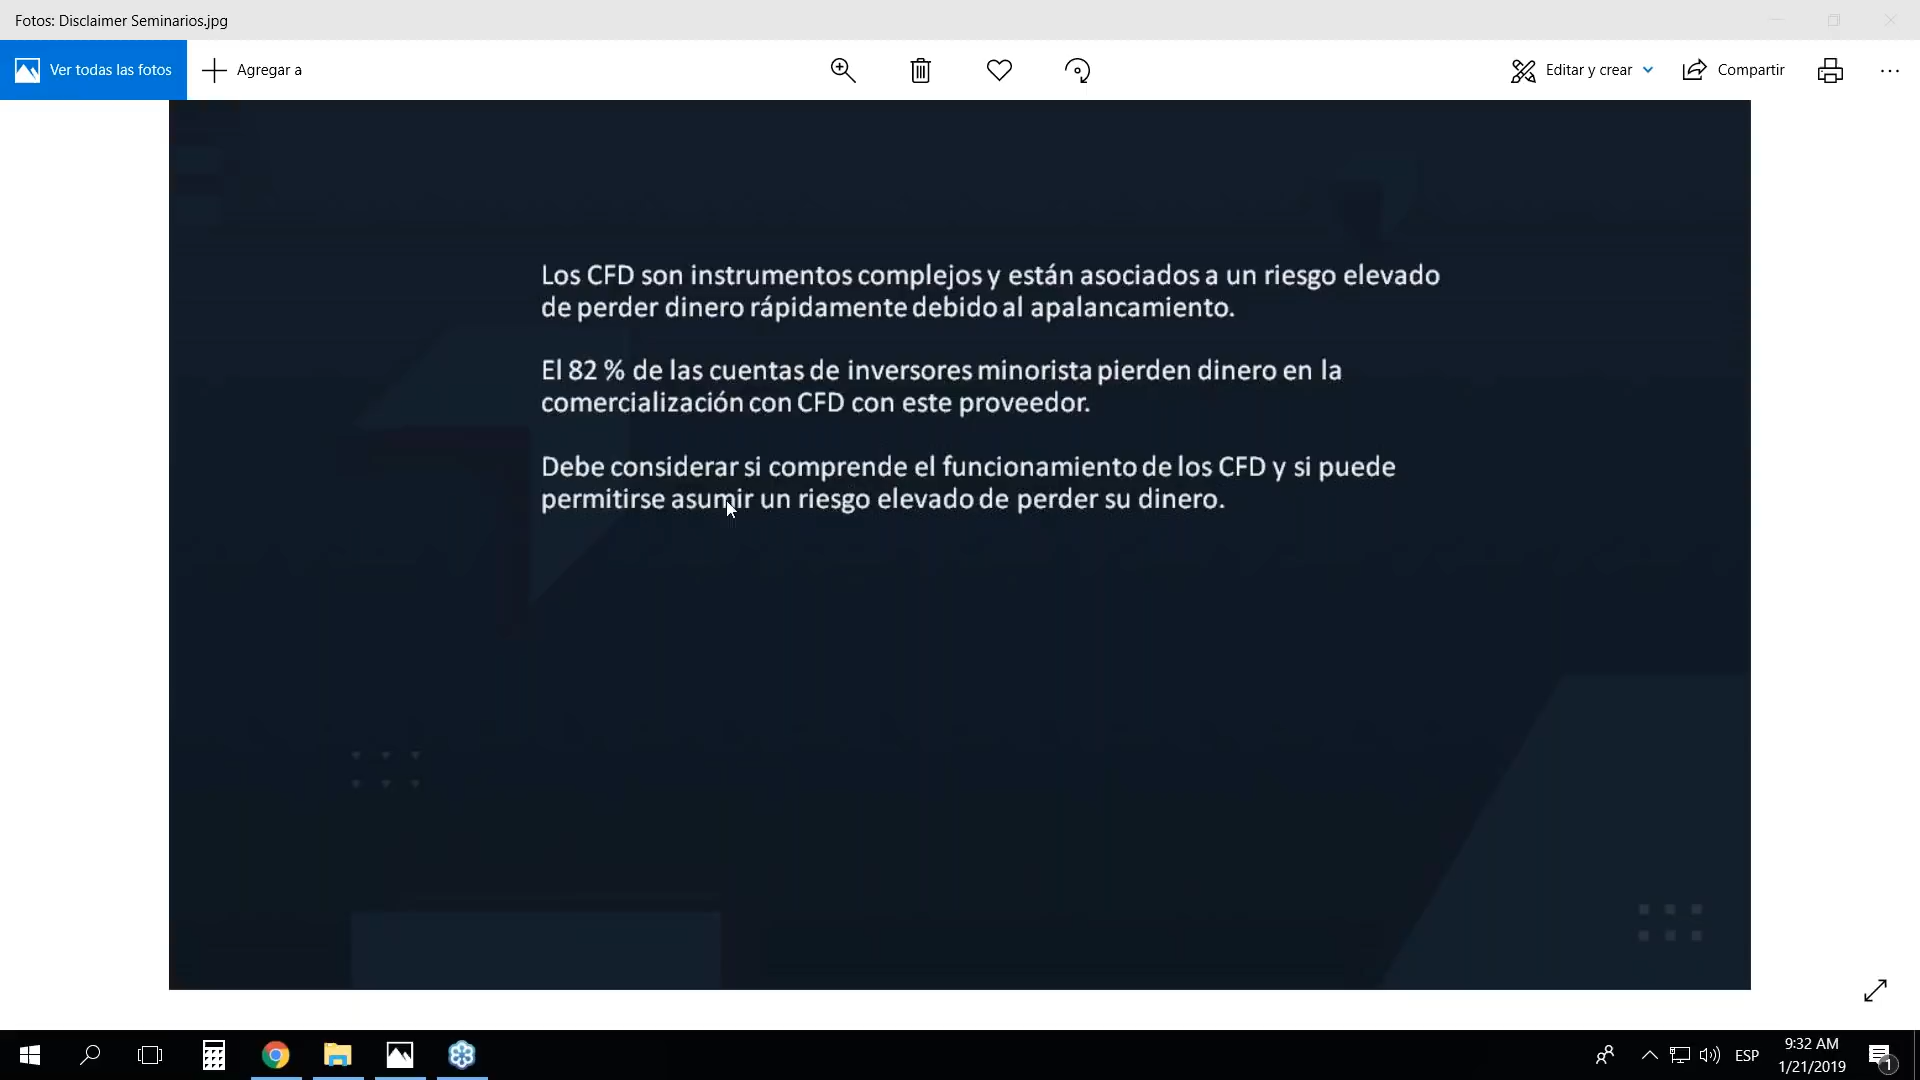 Fotos: Disclaimer Seminarios.jpg
Ver todas las fotos
Agregar a
Editar y crear
Compartir
Los CFD son instrumentos complejos y están asociados a un riesgo elevado
de perder dinero rápidamente debido al apalancamiento.
El 82 % de las cuentas de inversores minorista pierden dinero en la
comercialización con CFD con este proveedor.
Debe considerar si comprende el funcionamiento de los CFD y si puede
permitirse asumir un riesgo elevado de perder su dinero.
ESP
9:32 AM
1/21/2019
1